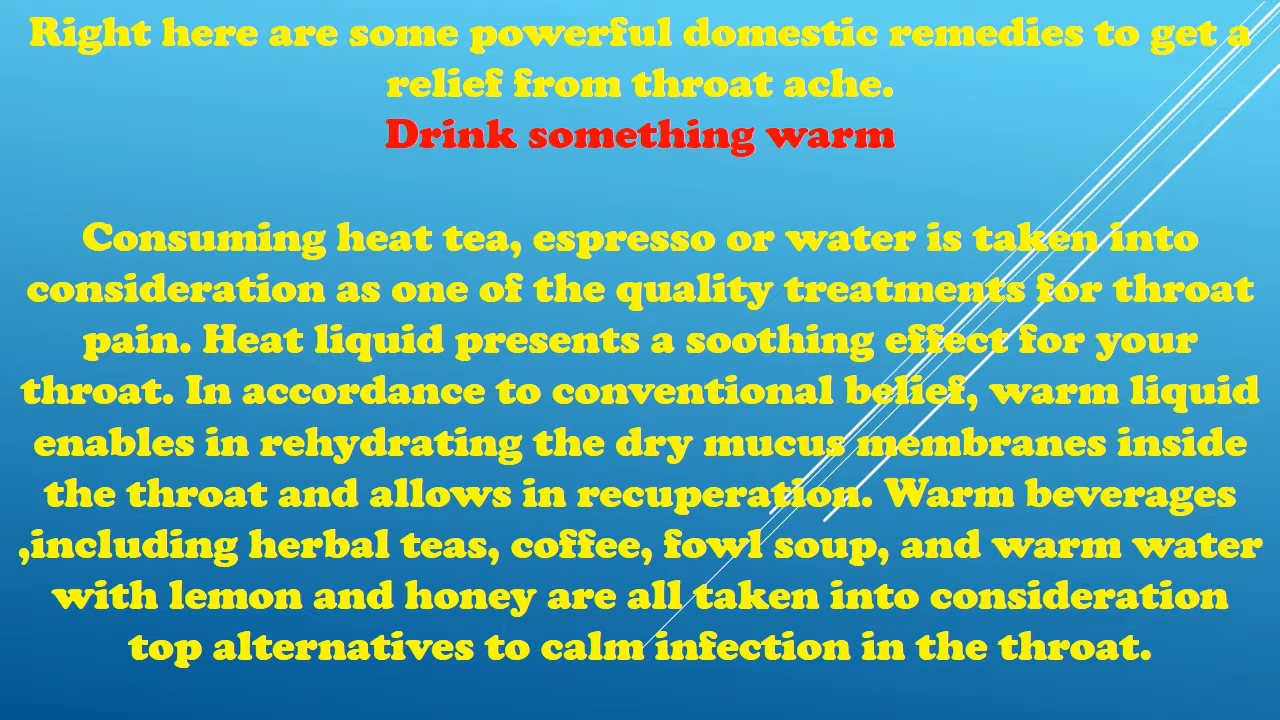 Right here are some powerful domestic remedies to get a
relief from throat ache.
Drink something warm
Consuming heat tea, espresso or water is taken into
consideration as one of the quality treatments for throat
pain. Heat liquid presents a soothing effect for your
throat. In accordance to conventional belief, warm liquid
enables in rehydrating the dry mucus membranes inside
the throat and allows in recuperation. Warm beverages
,including herbal teas, coffee, fowl soup, and warm water
with lemon and honey are all taken into consideration
top alternatives to calm infection in the throat.